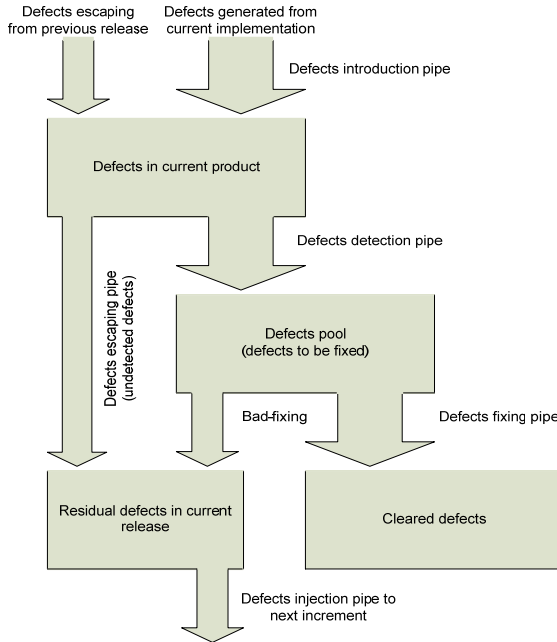 Defects escaping
from previous release
Defects generated from
current implementation
Defects introduction pipe
Defects in current product
Defects detection pipe
Defects escaping pipe
(undetected defects)
Defects pool
(defects to be fixed)
Bad-fixing
Defects fixing pipe
Residual defects in current
release
Cleared defects
Defects injection pipe to
next increment